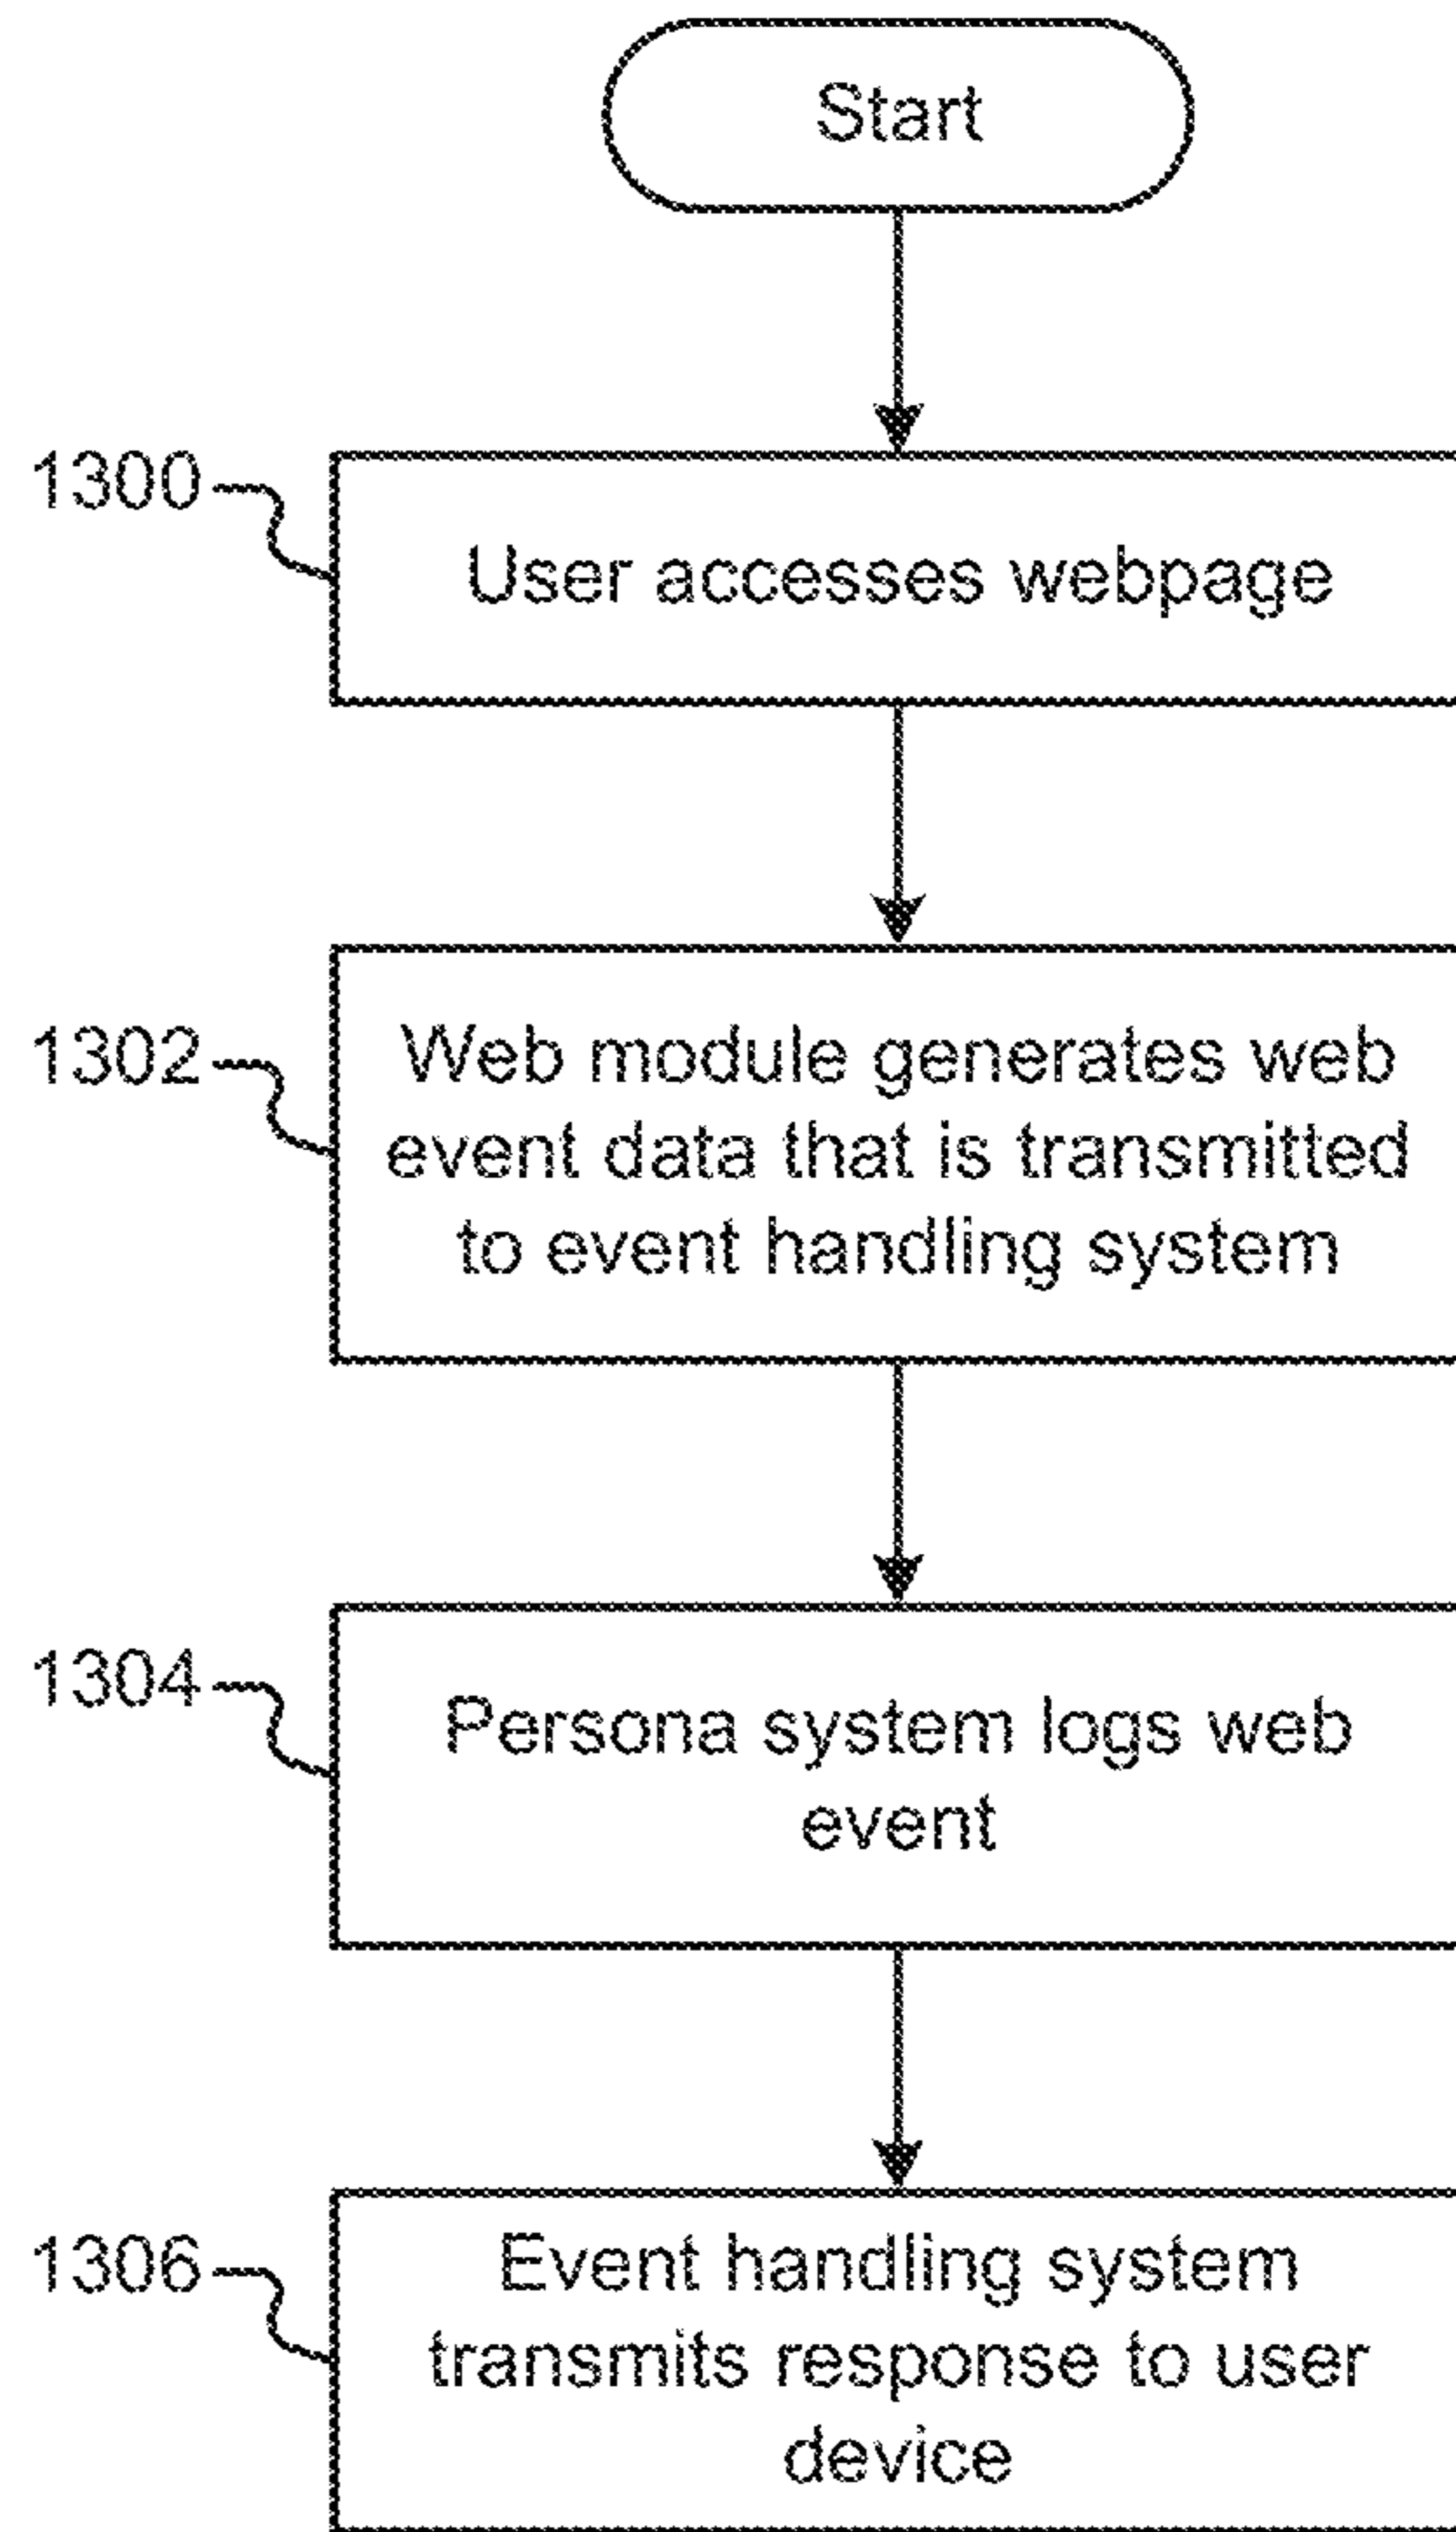 Start
1300
User accesses webpage
1302
Web module generates web
event data that is transmitted
to event handling system
1304
Persona system logs web
event
1306
Event handling system
transmits response to user
device